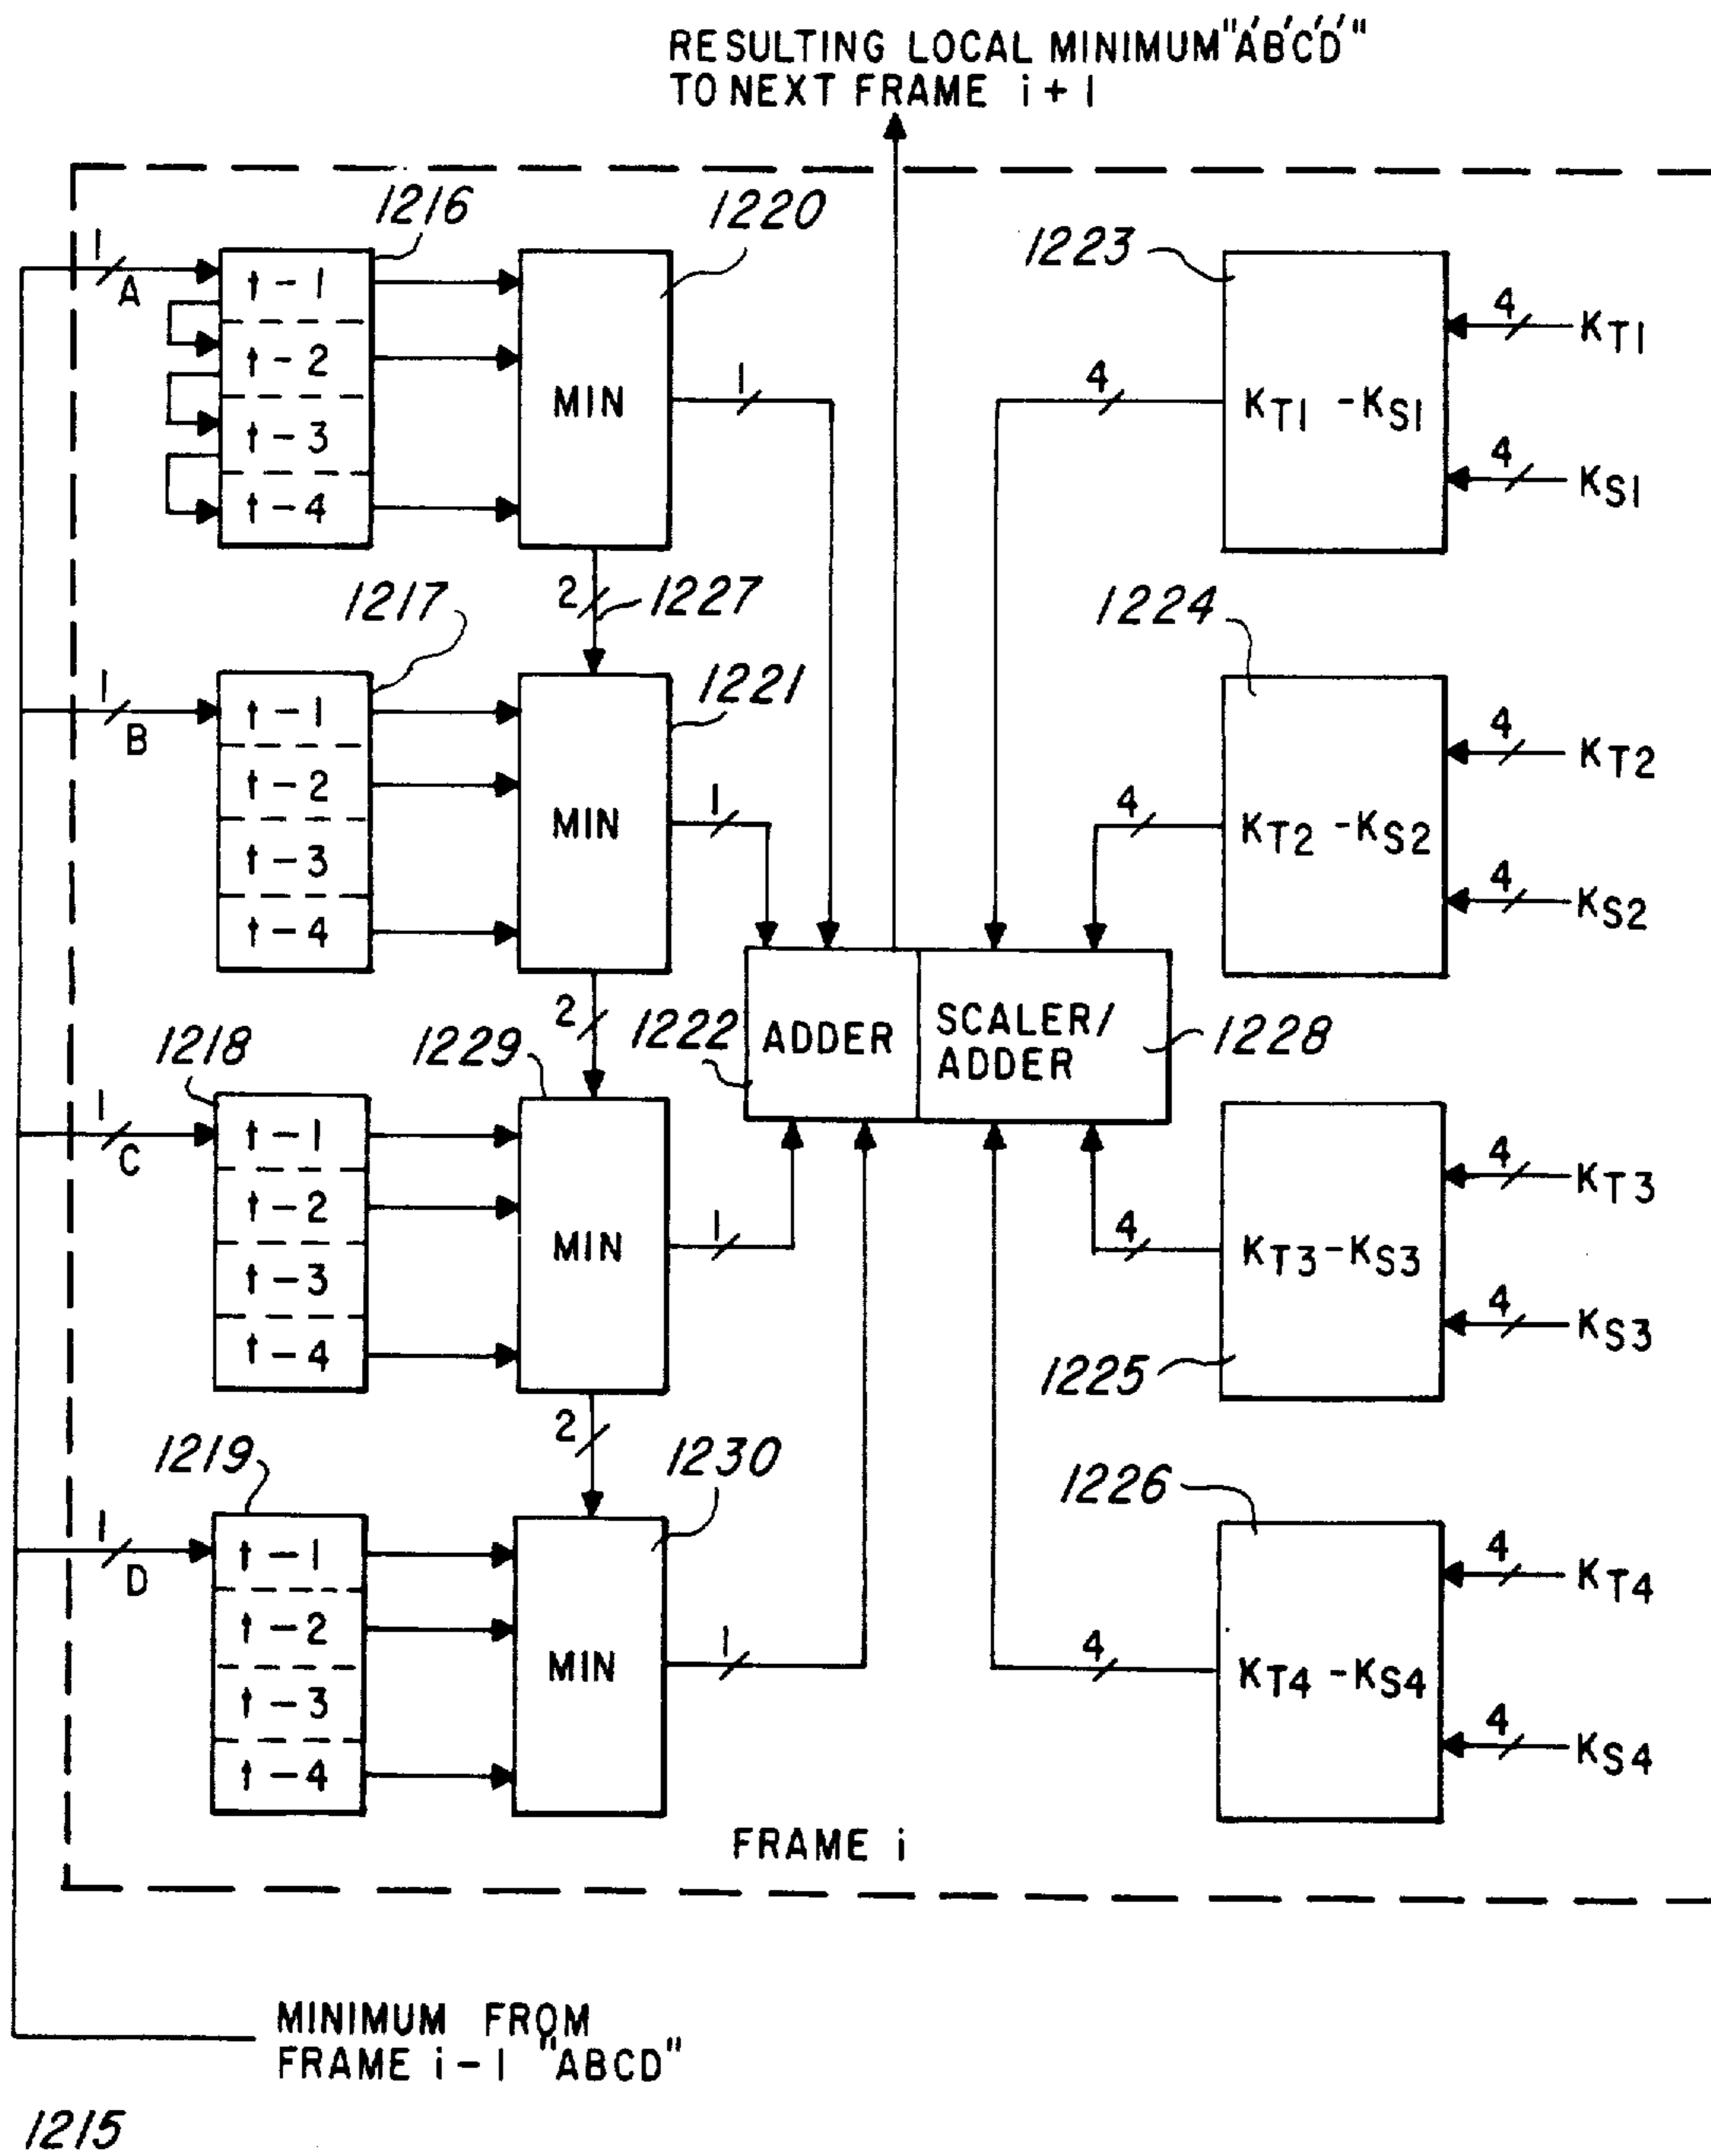 RESULTING LOCAL MINIMUM "A'B'C'D'"
TO NEXT FRAME i + 1
1216
1220
1223
1
A
t - 1
t - 2
t - 3
t - 4
MIN
1
4
KT1 - KS1
4
KT1
4
KS1
2
1227
1217
1221
1224
1
B
t - 1
t - 2
t - 3
t - 4
MIN
1
4
KT2 - KS2
4
KT2
4
KS2
2
1218
1229
1222
ADDER
SCALER/
ADDER
1228
1
C
t - 1
t - 2
t - 3
t - 4
MIN
1
4
KT3 - KS3
4
KT3
4
KS3
1225
2
1219
1230
1226
1
D
t - 1
t - 2
t - 3
t - 4
MIN
1
4
KT4 - KS4
4
KT4
4
KS4
FRAME i
MINIMUM FROM
FRAME i - 1 "ABCD"
1215